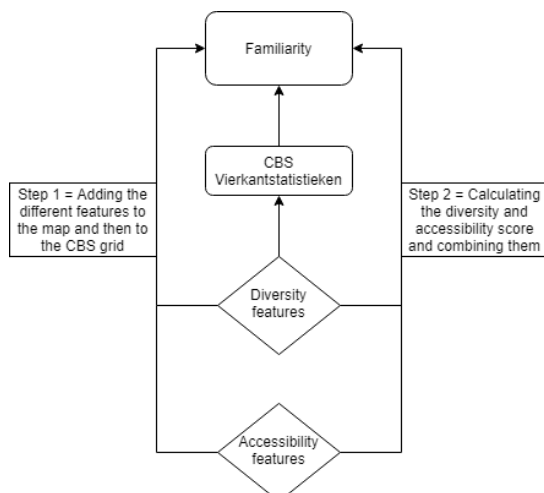 Familiarity
CBS
Vierkantstatistieken
Step 1 = Adding the
different features to
the map and then to
the CBS grid
Step 2 = Calculating
the diversity and
accessibility score
and combining them
Diversity
features
Accessibility
features